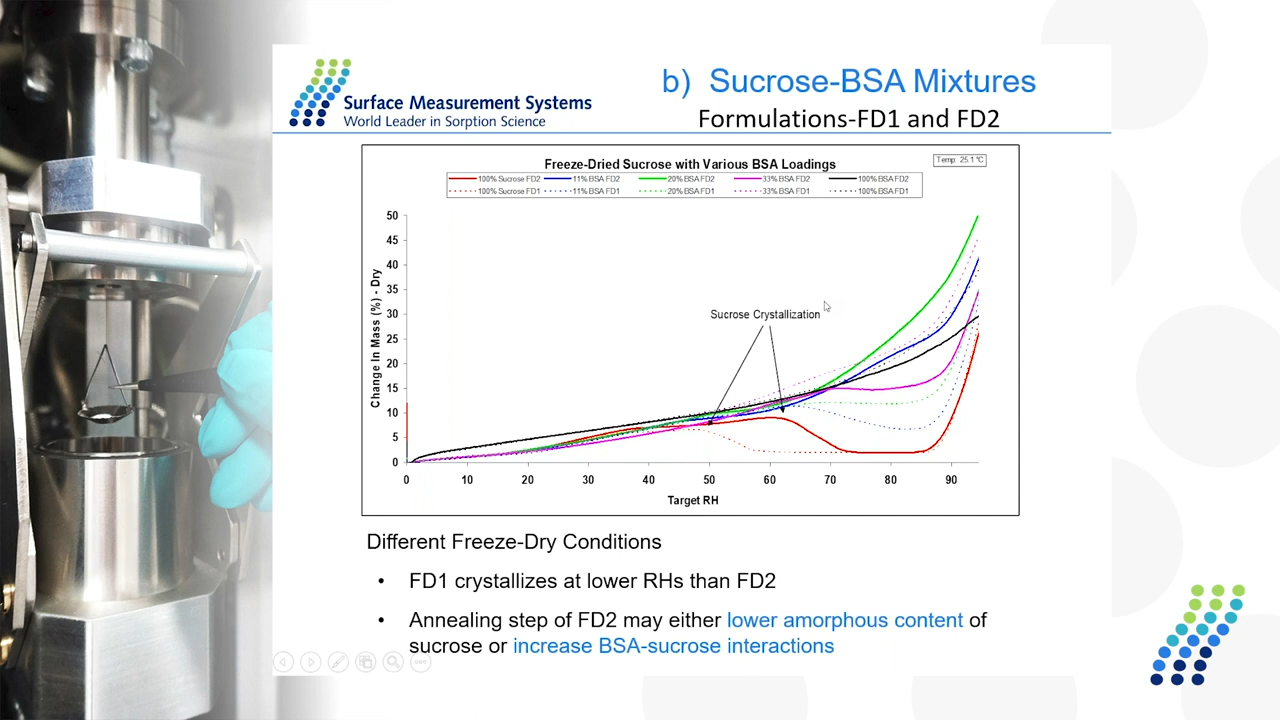 b) Sucrose-BSA Mixtures
Surface Measurement Systems
World Leader in Sorption Science
Formulations-FD1 and FD2
Freeze-Dried Sucrose with Various BSA Loadings
Temp: 25.1 °C
100% Sucrose FD2 11% BSA FD2 20% BSA FD2 33% BSA FD2 100% BSA FD2
100% Sucrose FD1 11% BSA FD1 20% BSA FD1 33% BSA FD1 100% BSA FD1
Change In Mass (%) - Dry
50
45
40
35
30
25
20
15
10
5
0
Sucrose Crystallization
0 10 20 30 40 50 60 70 80 90
Target RH
Different Freeze-Dry Conditions
• FD1 crystallizes at lower RHs than FD2
• Annealing step of FD2 may either lower amorphous content of
sucrose or increase BSA-sucrose interactions